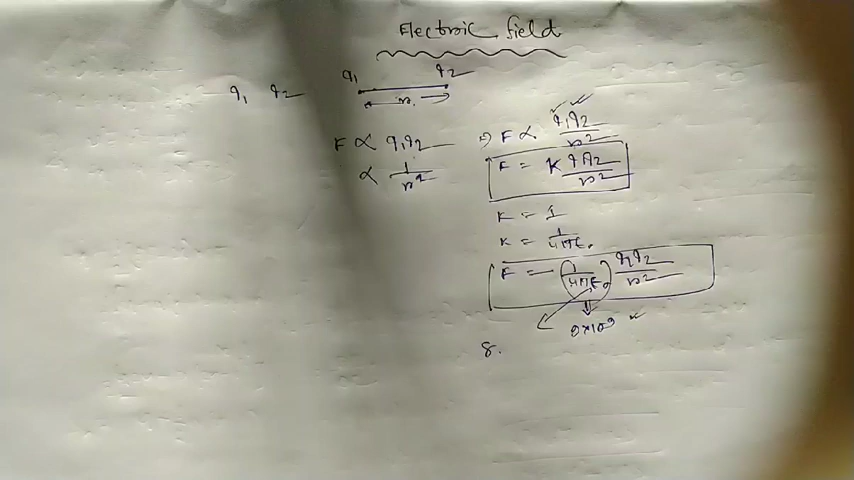 Electric field
q1 q2
q1 q2
r
F ∝ q1q2 ⇒ F ∝ q1q2/r²
∝ 1/r²
F = K q1q2/r²
K = 1
K = 1/4πε₀
F = 1/4πε₀ q1q2/r²
9×10⁹
8.